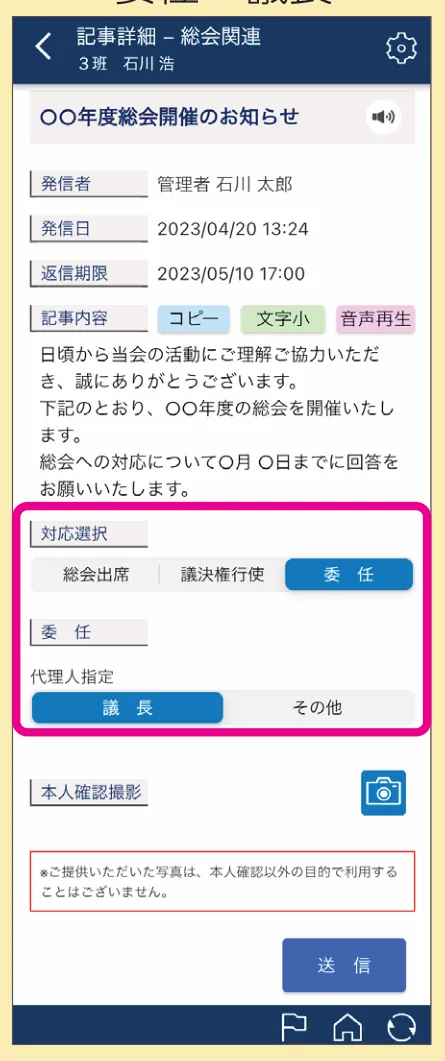 記事詳細 – 総会関連
３班　石川 浩
〇〇年度総会開催のお知らせ
発信者 管理者 石川 太郎
発信日 2023/04/20 13:24
返信期限 2023/05/10 17:00
記事内容 コピー 文字小 音声再生
日頃から当会の活動にご理解ご協力いただ
き、誠にありがとうございます。
下記のとおり、〇〇年度の総会を開催いたし
ます。
総会への対応について〇月 〇日までに回答を
お願いいたします。
対応選択
総会出席 議決権行使 委　任
委　任
代理人指定
議　長 その他
本人確認撮影
※ご提供いただいた写真は、本人確認以外の目的で利用する
ことはございません。
送　信